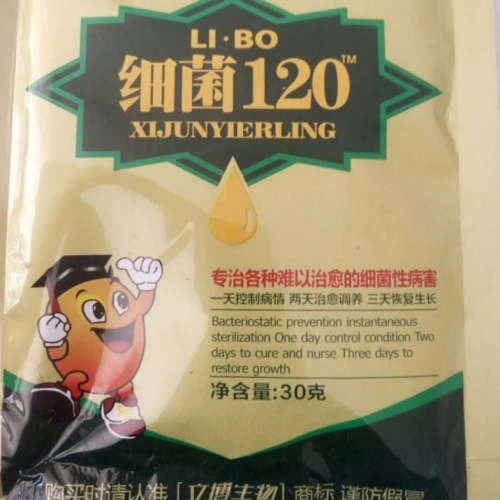 LI·BO
细菌120™
XIJUNYIERLING
专治各种难以治愈的细菌性病害
一天控制病情 两天治愈调养 三天恢复生长
Bacteriostatic prevention instantaneous
sterilization One day control condition Two
days to cure and nurse Three days to
restore growth
净含量:30克
购买时请认准[立博生物]商标 谨防假冒